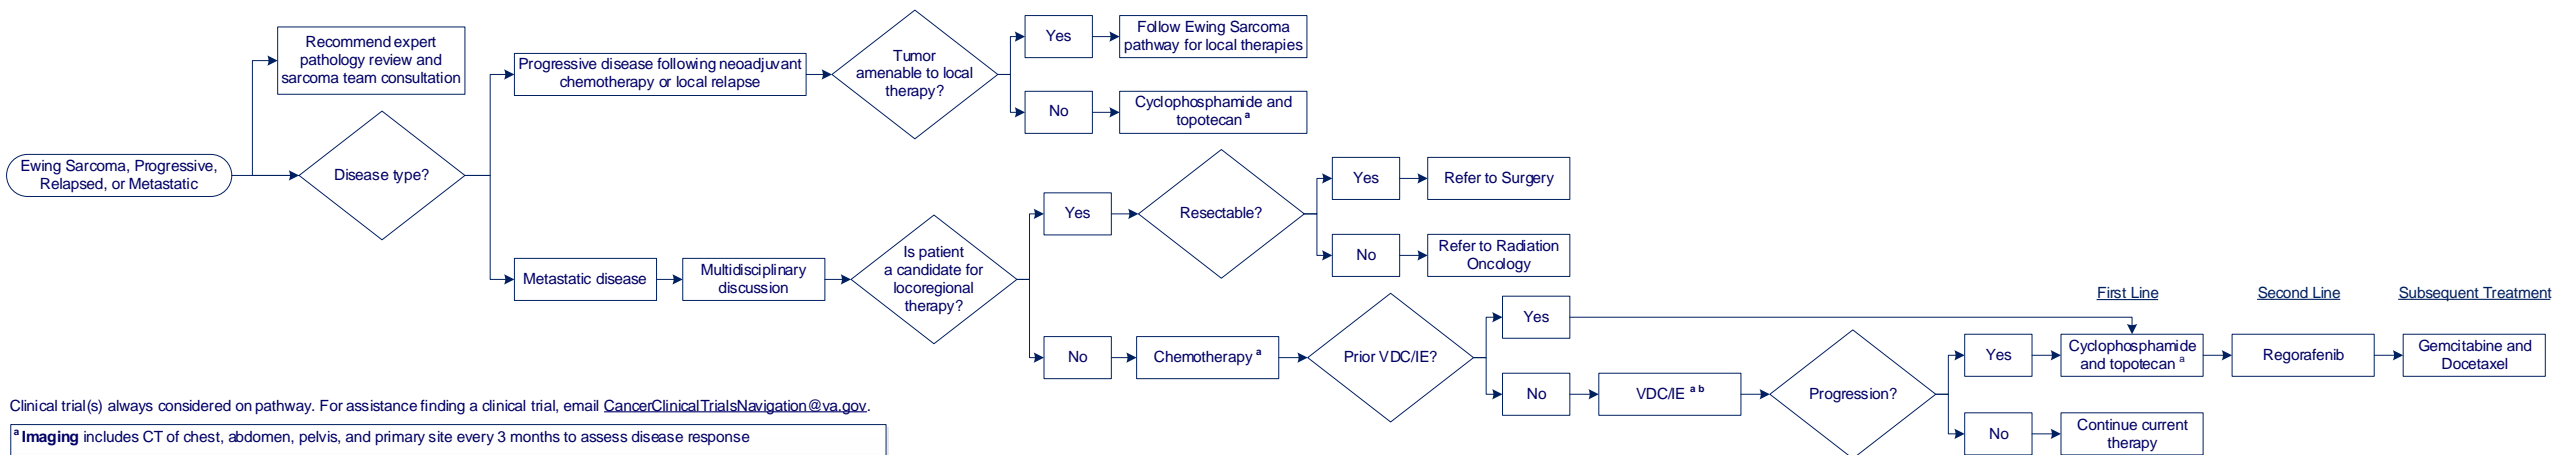 Ewing Sarcoma, Progressive,
Relapsed, or Metastatic
Recommend expert
pathology review and
sarcoma team consultation
Disease type?
Progressive disease following neoadjuvant
chemotherapy or local relapse
Tumor
amenable to local
therapy?
Yes
Follow Ewing Sarcoma
pathway for local therapies
No
Cyclophosphamide and
topotecan a
Metastatic disease
Multidisciplinary
discussion
Is patient
a candidate for
locoregional
therapy?
Yes
Resectable?
Yes
Refer to Surgery
No
Refer to Radiation
Oncology
No
Chemotherapy a
Prior VDC/IE?
Yes
No
VDC/IE a b
Progression?
Yes
First Line
Cyclophosphamide
and topotecan a
Second Line
Regorafenib
Subsequent Treatment
Gemcitabine and
Docetaxel
No
Continue current
therapy
Clinical trial(s) always considered on pathway. For assistance finding a clinical trial, email CancerClinicalTrialsNavigation@va.gov.
a Imaging includes CT of chest, abdomen, pelvis, and primary site every 3 months to assess disease response